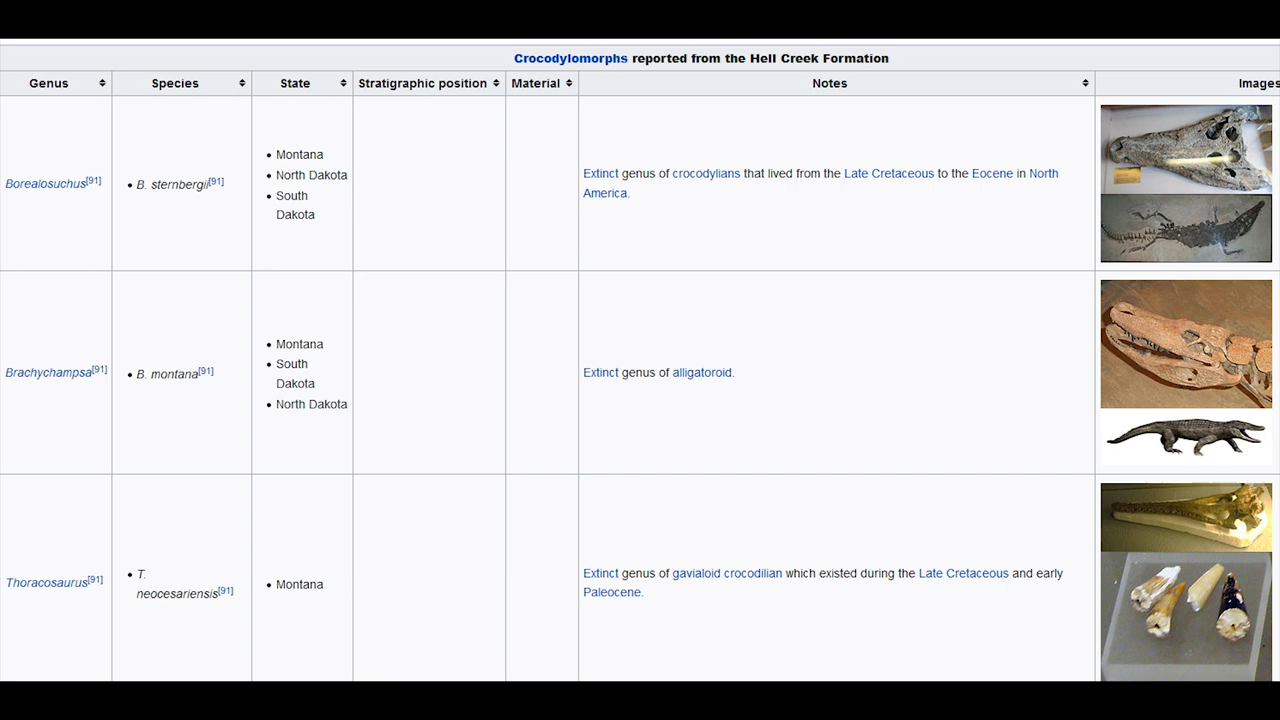 Crocodylomorphs reported from the Hell Creek Formation
Genus Species State Stratigraphic position Material Notes Images
Borealosuchus[91]
B. sternbergii[91]
Montana
North Dakota
South
Dakota
Extinct genus of crocodylians that lived from the Late Cretaceous to the Eocene in North
America.
Brachychampsa[91]
B. montana[91]
Montana
South
Dakota
North Dakota
Extinct genus of alligatoroid.
Thoracosaurus[91]
T.
neocesariensis[91]
Montana
Extinct genus of gavialoid crocodilian which existed during the Late Cretaceous and early
Paleocene.